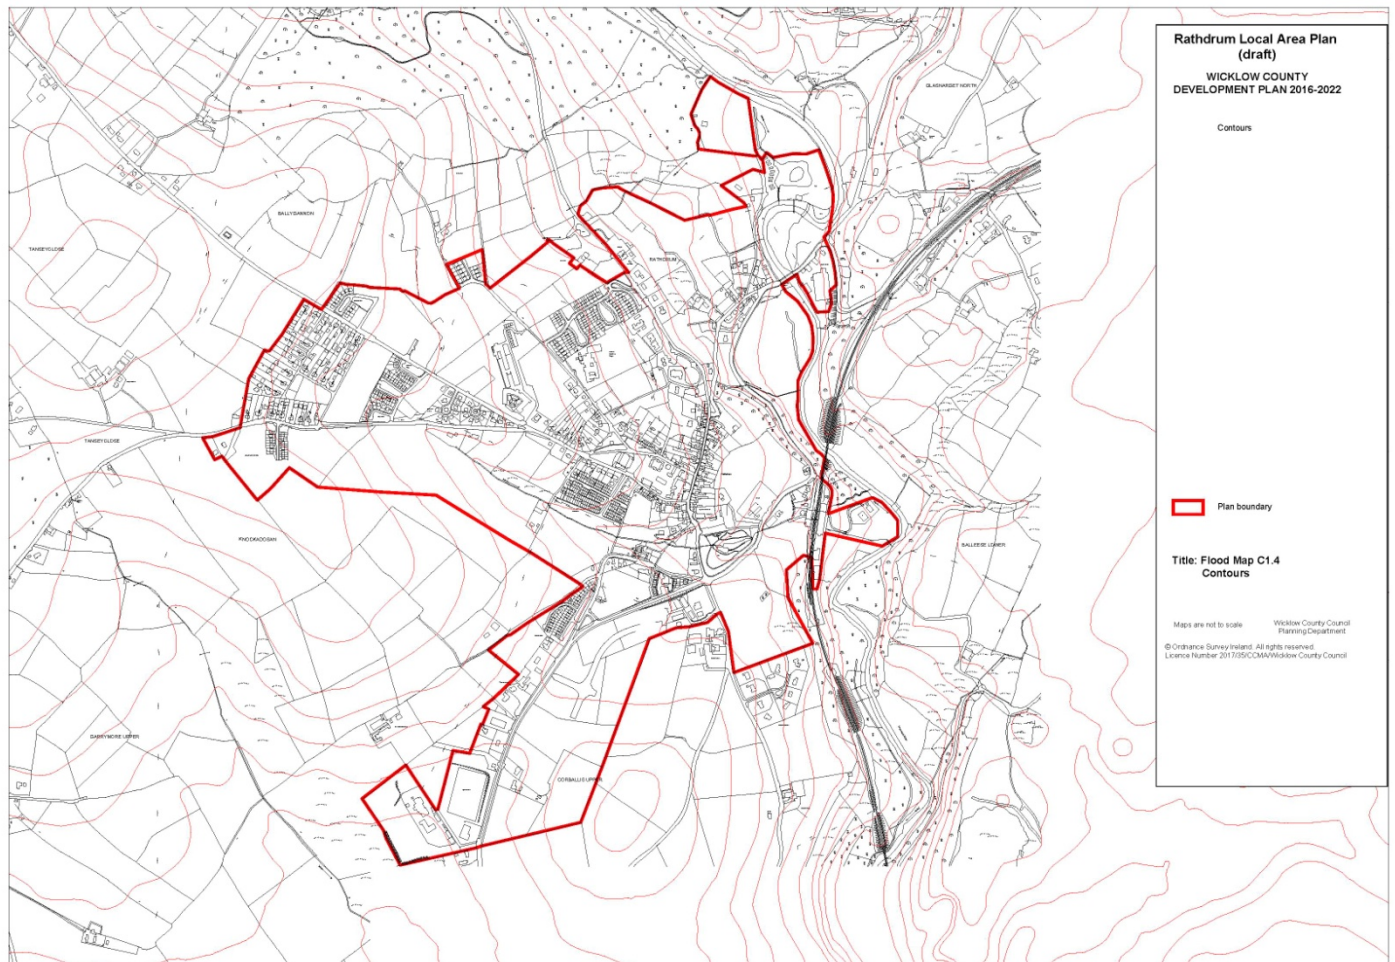 Rathdrum Local Area Plan
(draft)
WICKLOW COUNTY
DEVELOPMENT PLAN 2016-2022
Contours
Plan boundary
Title: Flood Map C1.4
Contours
Maps are not to scale
Wicklow County Council
Planning Department
© Ordnance Survey Ireland. All rights reserved.
Licence Number 2017/35/CCMA/Wicklow County Council
GLASNARGET NORTH
BALLYGANNON
TANSEYCLOSE
RATHDRUM
TANSEYCLOSE
KNOCKADOSAN
BALLEESE LOWER
GARRYMORE UPPER
CORBALLIS UPPER